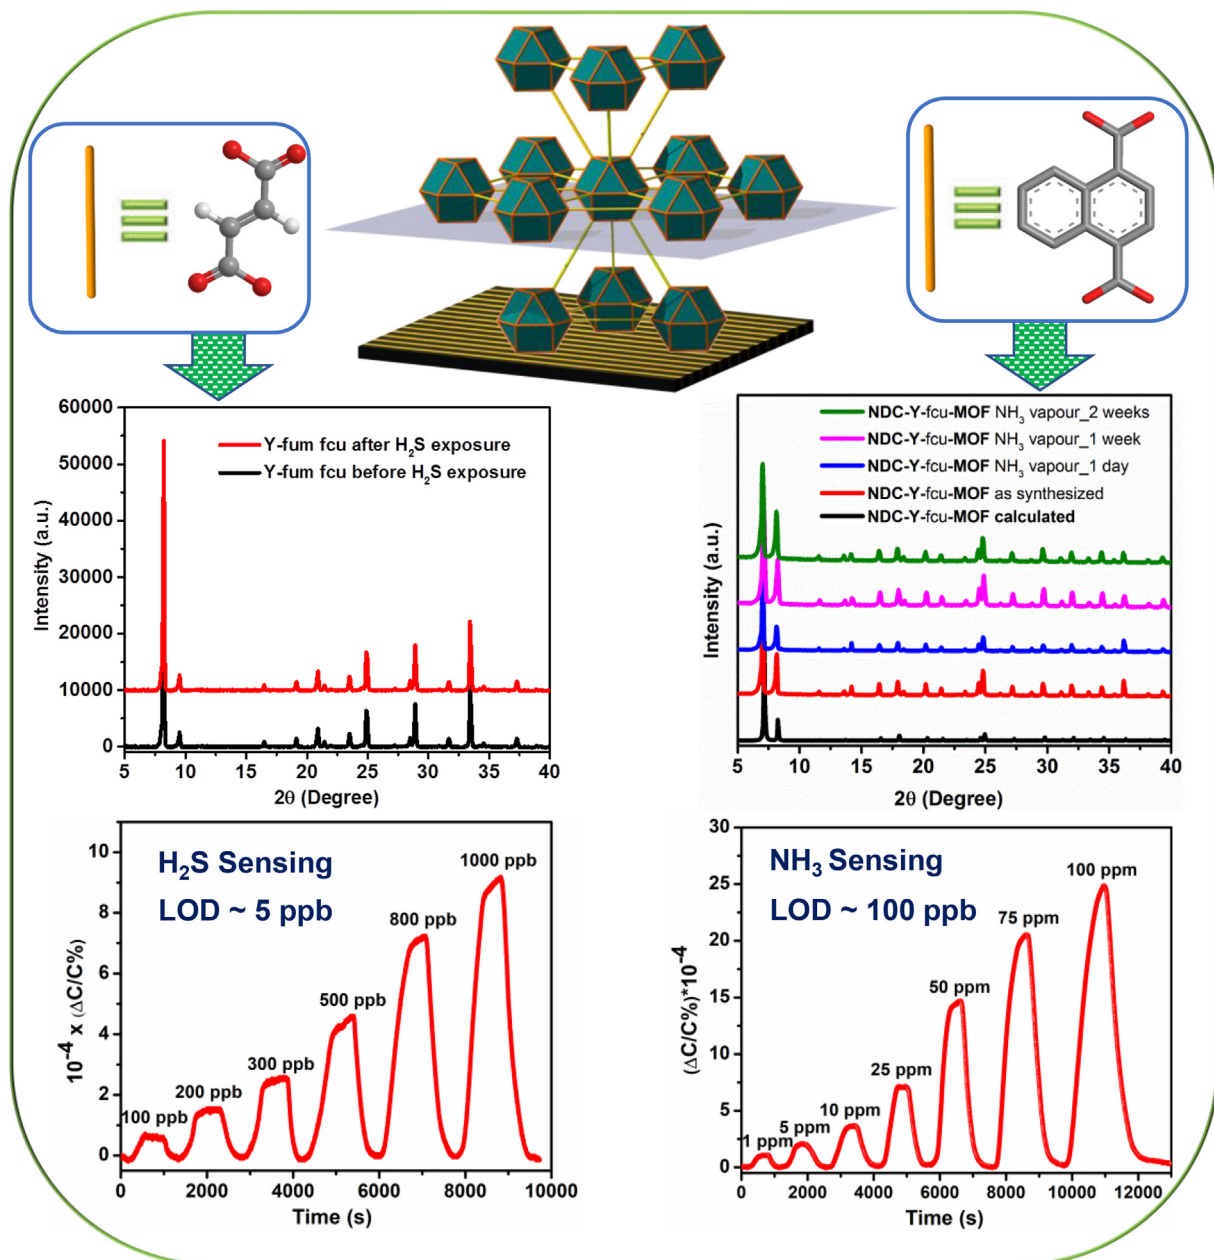 60000
50000
40000
30000
20000
10000
0
Intensity (a.u.)
Y-fum fcu after H₂S exposure
Y-fum fcu before H₂S exposure
5 10 15 20 25 30 35 40
2θ (Degree)
NDC-Y-fcu-MOF NH₃ vapour_2 weeks
NDC-Y-fcu-MOF NH₃ vapour_1 week
NDC-Y-fcu-MOF NH₃ vapour_1 day
NDC-Y-fcu-MOF as synthesized
NDC-Y-fcu-MOF calculated
Intensity (a.u.)
5 10 15 20 25 30 35 40
2θ (Degree)
10
8
6
4
2
0
10⁻⁴ x (ΔC/C%)
H₂S Sensing
LOD ~ 5 ppb
100 ppb
200 ppb
300 ppb
500 ppb
800 ppb
1000 ppb
0 2000 4000 6000 8000 10000
Time (s)
30
25
20
15
10
5
0
(ΔC/C%)*10⁻⁴
NH₃ Sensing
LOD ~ 100 ppb
1 ppm
5 ppm
10 ppm
25 ppm
50 ppm
75 ppm
100 ppm
0 2000 4000 6000 8000 10000 12000
Time (s)